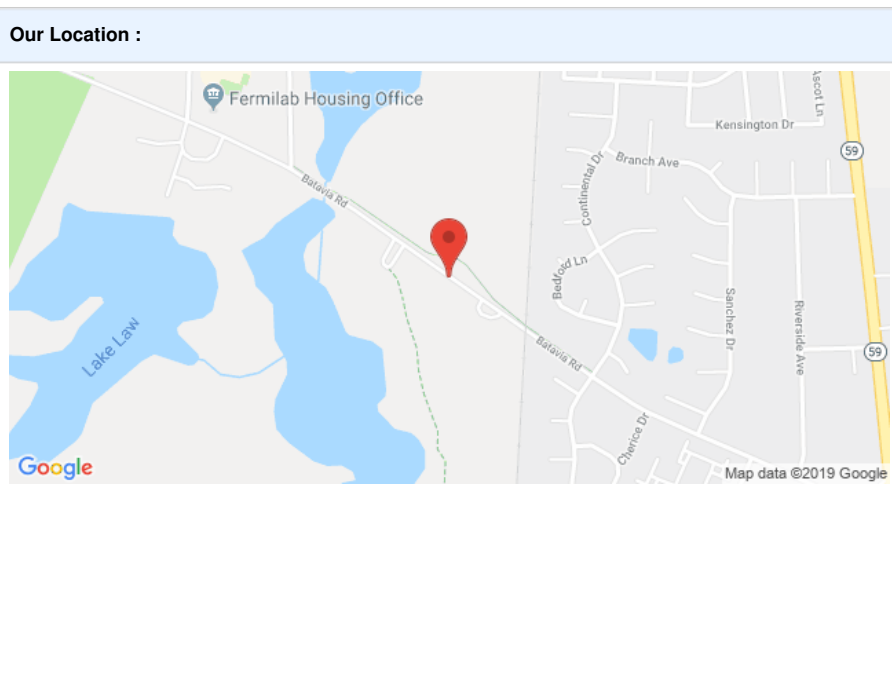 Our Location :
Fermilab Housing Office
Ascot Ln
Kensington Dr
59
Branch Ave
Continental Dr
Batavia Rd
Bedford Ln
Sanchez Dr
Riverside Ave
Lake Law
Batavia Rd
59
Cherice Dr
Google
Map data ©2019 Google